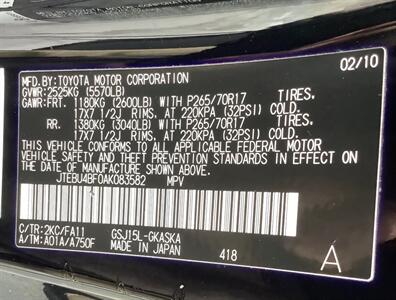 MFD.BY:TOYOTA MOTOR CORPORATION 02/10
GVWR:2525KG (5570LB)
GAWR:FRT. 1180KG (2600LB) WITH P265/70R17 TIRES,
17X7 1/2J RIMS, AT 220KPA (32PSI) COLD.
RR. 1380KG (3040LB) WITH P265/70R17 TIRES,
17X7 1/2J RIMS, AT 220KPA (32PSI) COLD.
THIS VEHICLE CONFORMS TO ALL APPLICABLE FEDERAL MOTOR
VEHICLE SAFETY STANDARDS IN EFFECT ON
THE DATE OF MANUFACTURE SHOWN ABOVE.
JTEBU4BF0AK083582 MPV
C/TR:2KC/FA11 GSJ15L-GKASKA
A/TM:A01A/A750F MADE IN JAPAN 418 A